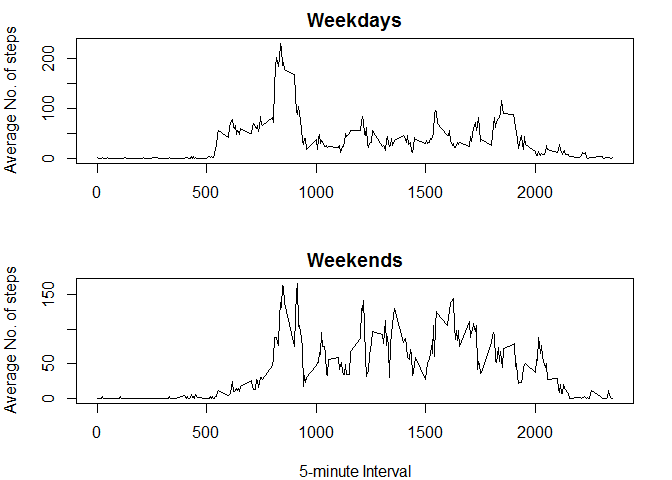 Weekdays
Average No. of steps
0 100 200
0 500 1000 1500 2000
Weekends
Average No. of steps
0 50 150
0 500 1000 1500 2000
5-minute Interval